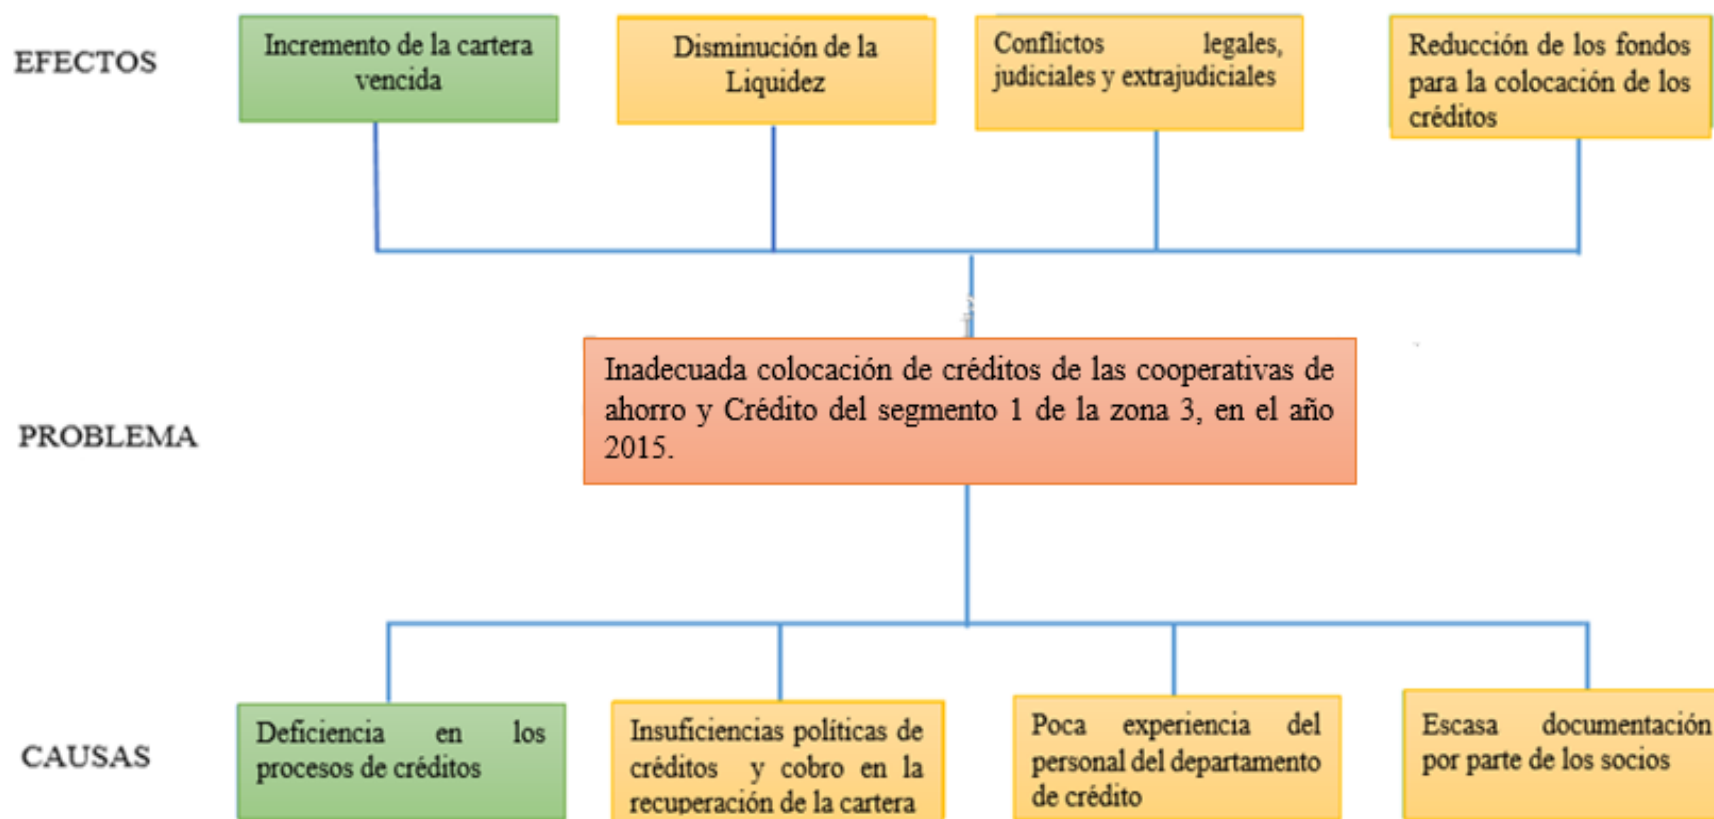 EFECTOS
Incremento de la cartera
vencida
Disminución de la
Liquidez
Conflictos legales,
judiciales y extrajudiciales
Reducción de los fondos
para la colocación de los
créditos
PROBLEMA
Inadecuada colocación de créditos de las cooperativas de
ahorro y Crédito del segmento 1 de la zona 3, en el año
2015.
CAUSAS
Deficiencia en los
procesos de créditos
Insuficiencias políticas de
créditos y cobro en la
recuperación de la cartera
Poca experiencia del
personal del departamento
de crédito
Escasa documentación
por parte de los socios